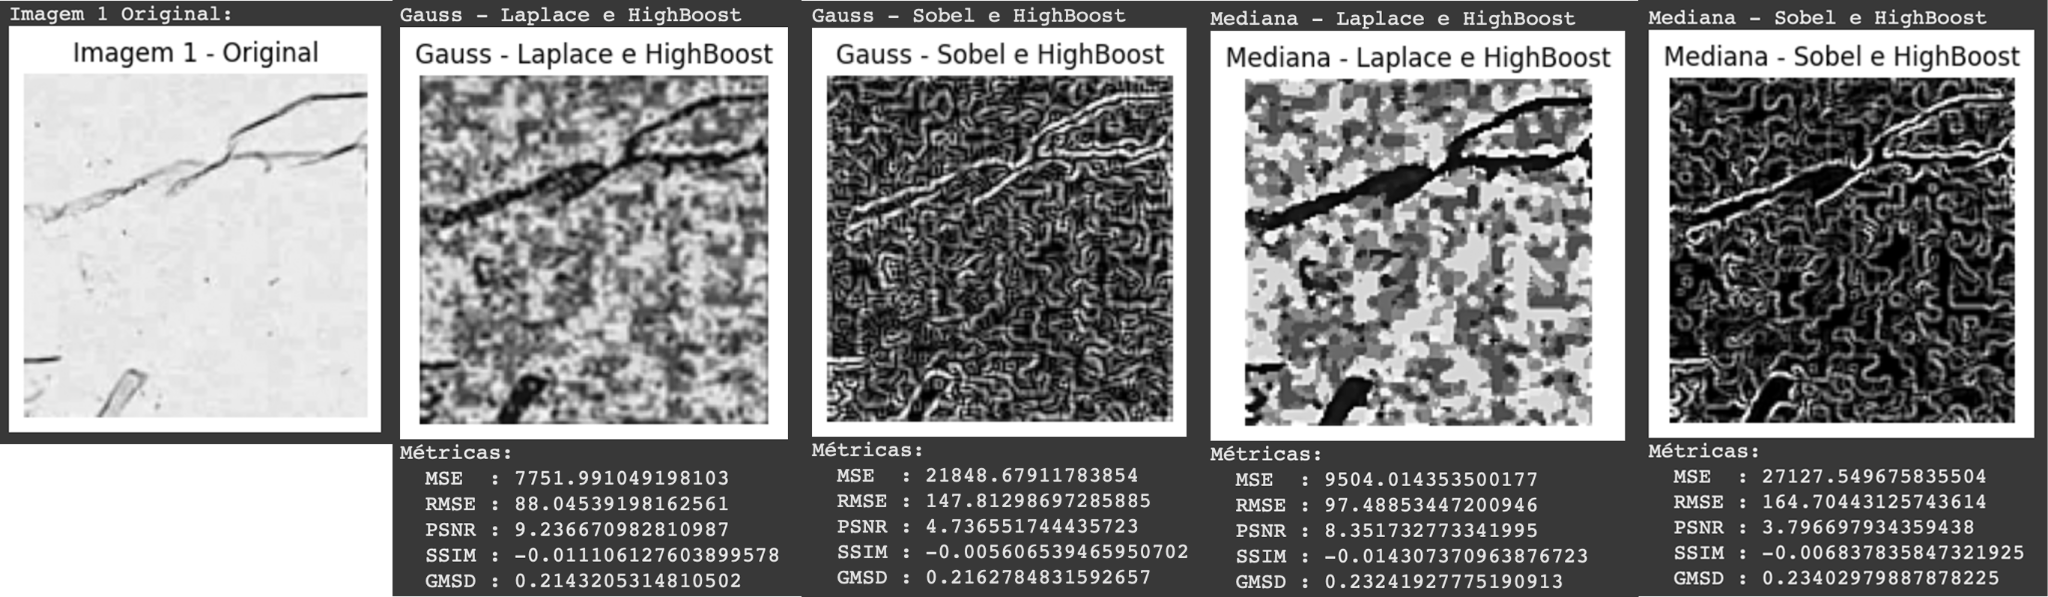 Imagem 1 Original:
Imagem 1 - Original
Gauss - Laplace e HighBoost
Gauss - Laplace e HighBoost
Métricas:
MSE : 7751.991049198103
RMSE : 88.04539198162561
PSNR : 9.236670982810987
SSIM : -0.011106127603899578
GMSD : 0.2143205314810502
Gauss - Sobel e HighBoost
Gauss - Sobel e HighBoost
Métricas:
MSE : 21848.67911783854
RMSE : 147.81298697285885
PSNR : 4.736551744435723
SSIM : -0.005606539465950702
GMSD : 0.2162784831592657
Mediana - Laplace e HighBoost
Mediana - Laplace e HighBoost
Métricas:
MSE : 9504.014353500177
RMSE : 97.48853447200946
PSNR : 8.351732773341995
SSIM : -0.014307370963876723
GMSD : 0.23241927775190913
Mediana - Sobel e HighBoost
Mediana - Sobel e HighBoost
Métricas:
MSE : 27127.549675835504
RMSE : 164.70443125743614
PSNR : 3.796697934359438
SSIM : -0.006837835847321925
GMSD : 0.23402979887878225